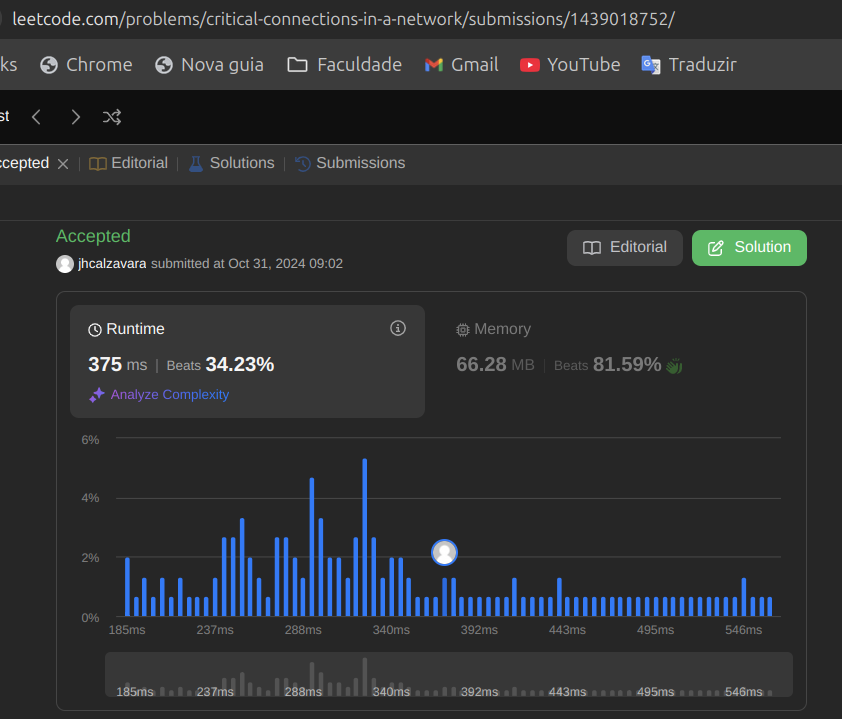 leetcode.com/problems/critical-connections-in-a-network/submissions/1439018752/
ks Chrome Nova guia Faculdade Gmail YouTube Traduzir
st
ccepted Editorial Solutions Submissions
Accepted
jhcalzavara submitted at Oct 31, 2024 09:02
Editorial
Solution
Runtime
375 ms | Beats 34.23%
Analyze Complexity
Memory
66.28 MB | Beats 81.59%
6%
4%
2%
0%
185ms 237ms 288ms 340ms 392ms 443ms 495ms 546ms
185ms 237ms 288ms 340ms 392ms 443ms 495ms 546ms